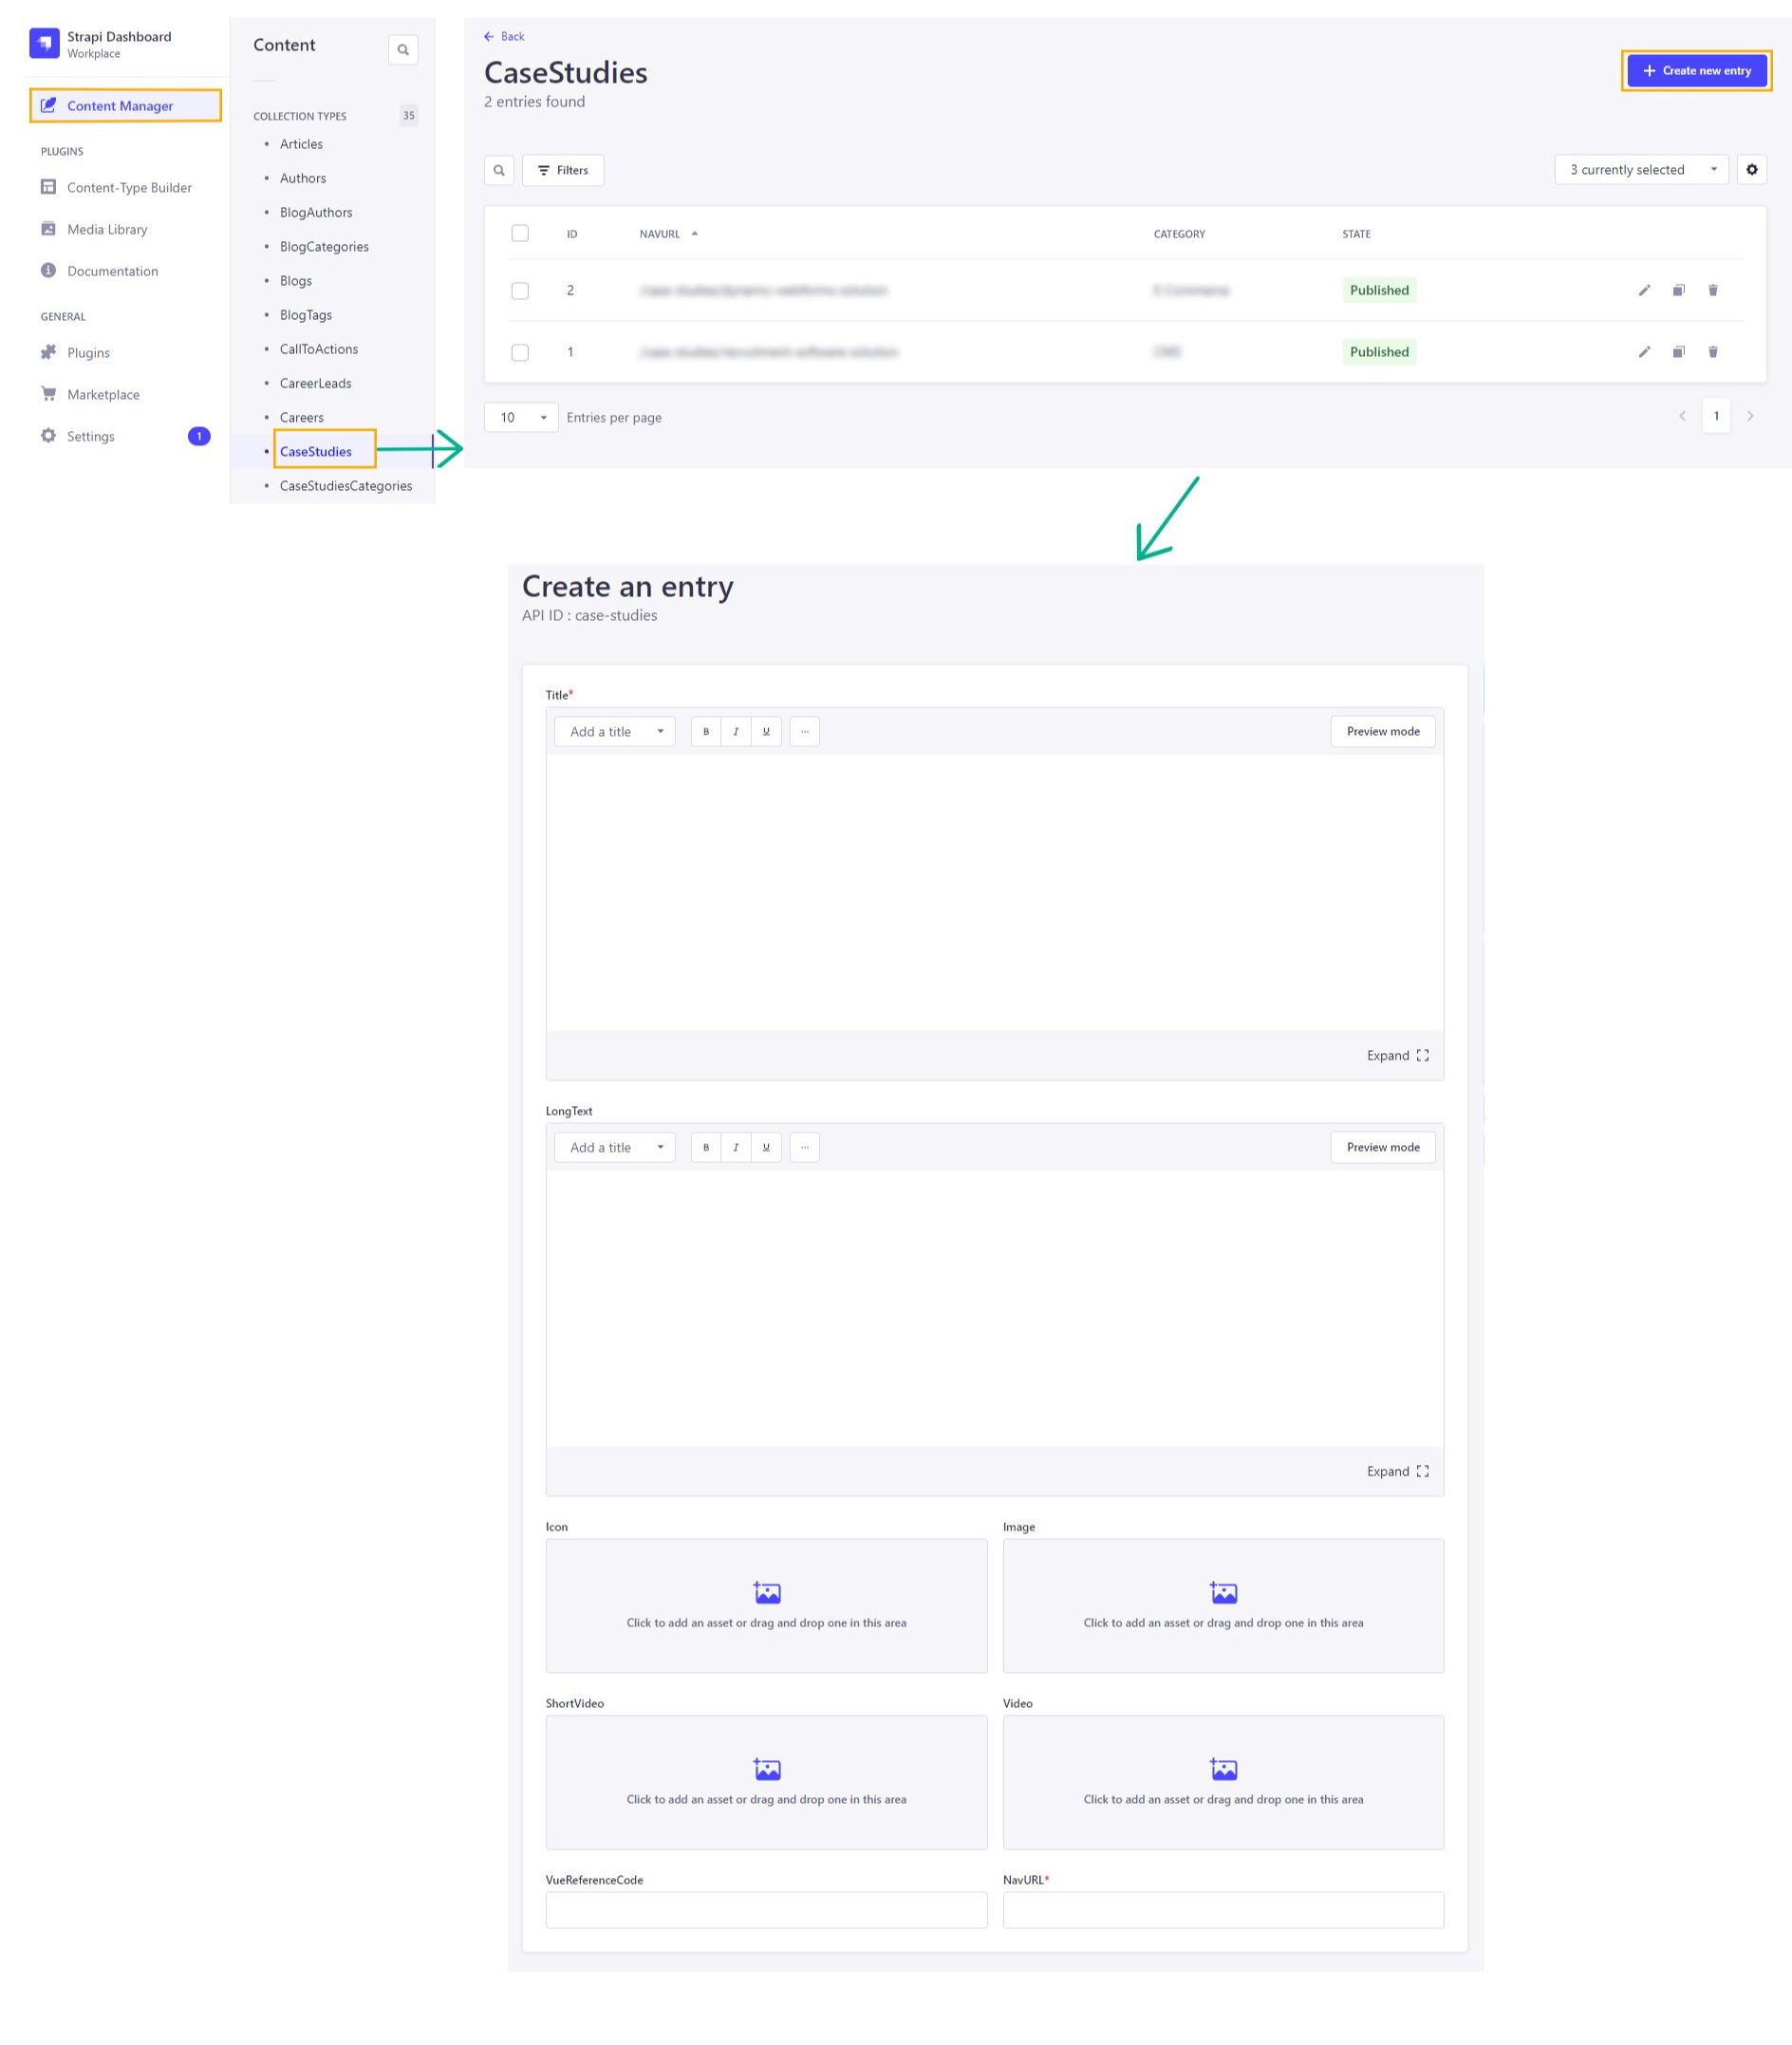 Strapi Dashboard
Workplace
Content Manager
PLUGINS
Content-Type Builder
Media Library
Documentation
GENERAL
Plugins
Marketplace
Settings 1
Content
COLLECTION TYPES 35
Articles
Authors
BlogAuthors
BlogCategories
Blogs
BlogTags
CallToActions
CareerLeads
Careers
CaseStudies
CaseStudiesCategories
Back
CaseStudies
2 entries found
Create new entry
Filters
3 currently selected
ID NAVURL CATEGORY STATE
2 Published
1 Published
10 Entries per page
1
Create an entry
API ID : case-studies
Title*
Add a title B I U ... Preview mode
Expand
LongText
Add a title B I U ... Preview mode
Expand
Icon Image
Click to add an asset or drag and drop one in this area Click to add an asset or drag and drop one in this area
ShortVideo Video
Click to add an asset or drag and drop one in this area Click to add an asset or drag and drop one in this area
VueReferenceCode NavURL*